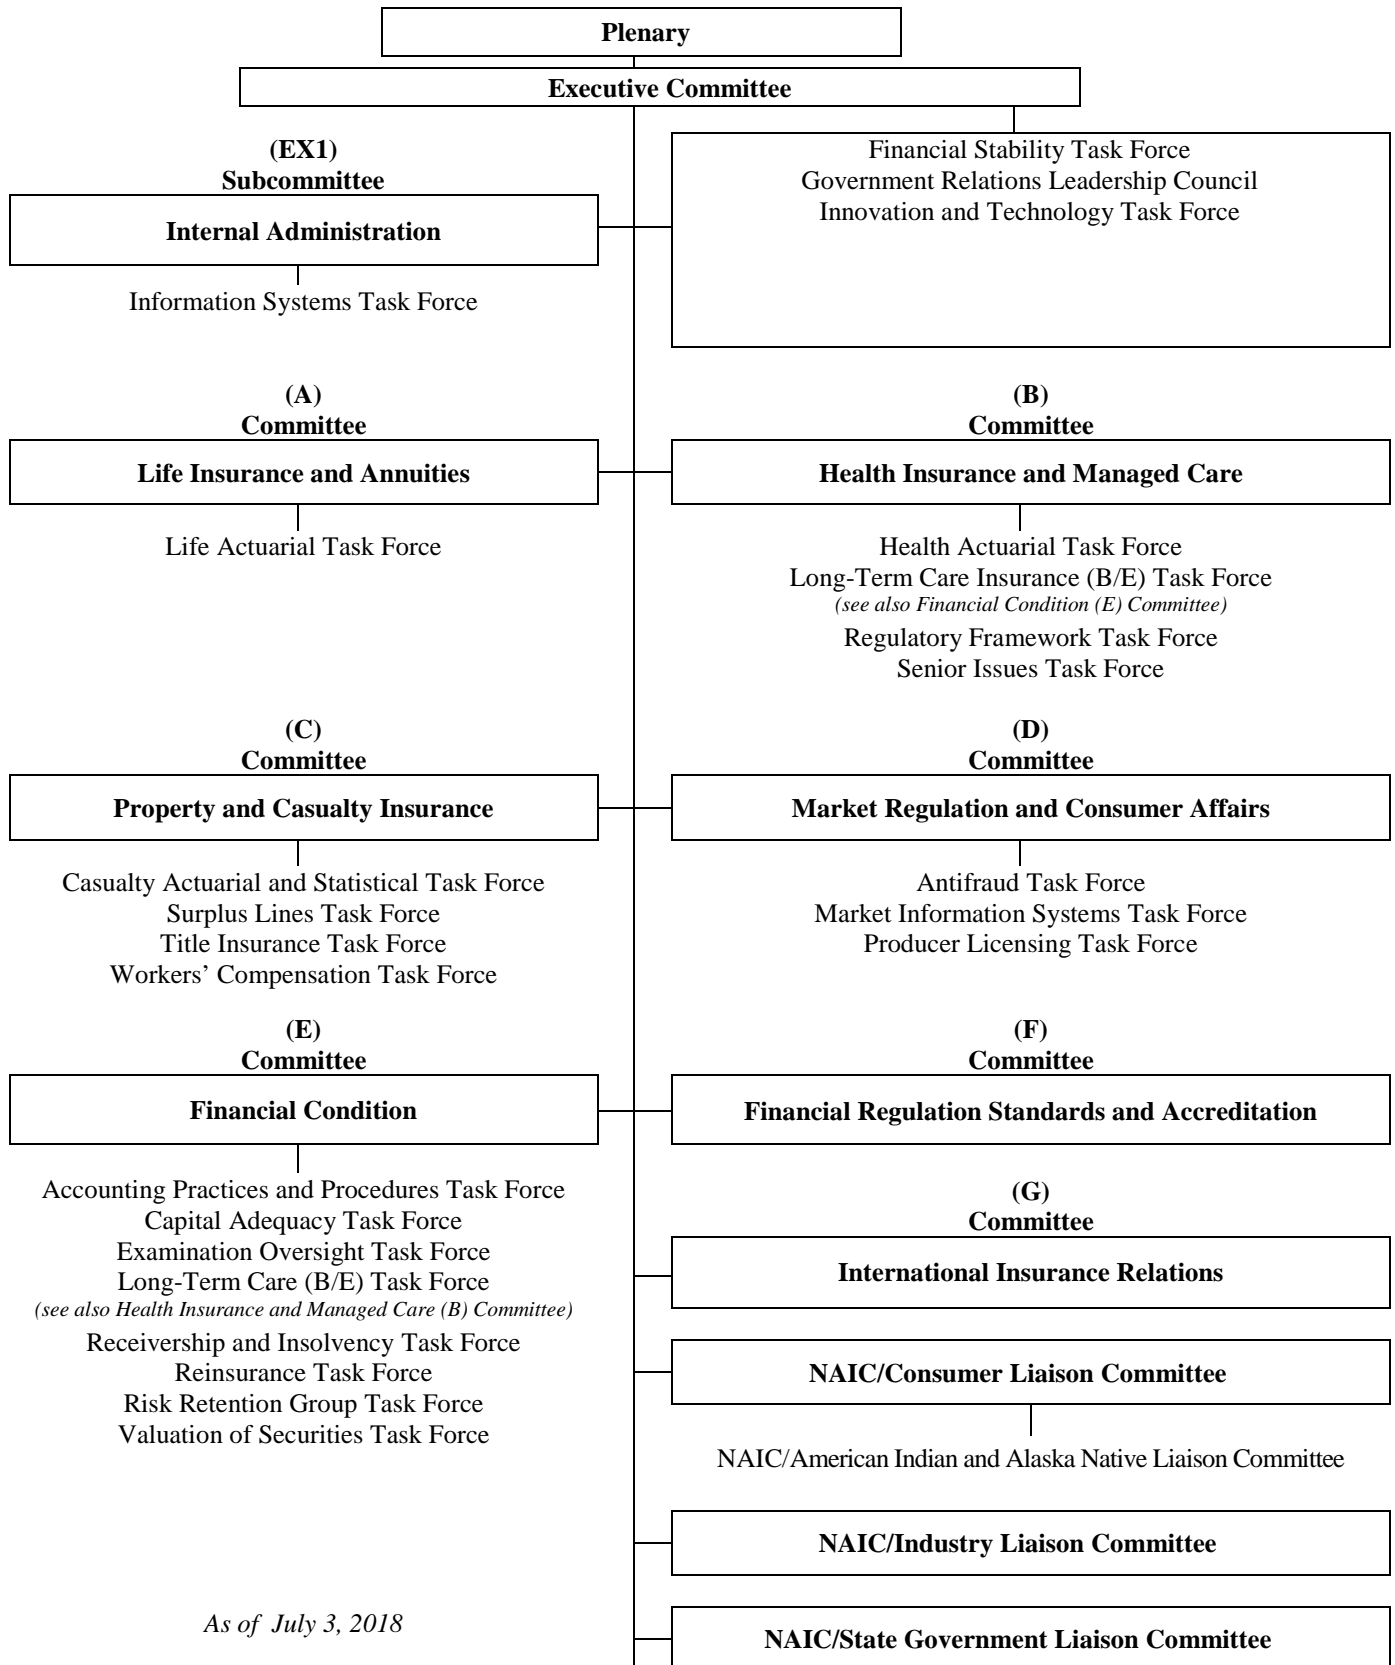 Plenary
Executive Committee
(EX1)
Subcommittee
Internal Administration
Information Systems Task Force
Financial Stability Task Force
Government Relations Leadership Council
Innovation and Technology Task Force
(A)
Committee
Life Insurance and Annuities
Life Actuarial Task Force
(B)
Committee
Health Insurance and Managed Care
Health Actuarial Task Force
Long-Term Care Insurance (B/E) Task Force
(see also Financial Condition (E) Committee)
Regulatory Framework Task Force
Senior Issues Task Force
(C)
Committee
Property and Casualty Insurance
Casualty Actuarial and Statistical Task Force
Surplus Lines Task Force
Title Insurance Task Force
Workers’ Compensation Task Force
(D)
Committee
Market Regulation and Consumer Affairs
Antifraud Task Force
Market Information Systems Task Force
Producer Licensing Task Force
(E)
Committee
Financial Condition
Accounting Practices and Procedures Task Force
Capital Adequacy Task Force
Examination Oversight Task Force
Long-Term Care (B/E) Task Force
(see also Health Insurance and Managed Care (B) Committee)
Receivership and Insolvency Task Force
Reinsurance Task Force
Risk Retention Group Task Force
Valuation of Securities Task Force
(F)
Committee
Financial Regulation Standards and Accreditation
(G)
Committee
International Insurance Relations
NAIC/Consumer Liaison Committee
NAIC/American Indian and Alaska Native Liaison Committee
NAIC/Industry Liaison Committee
NAIC/State Government Liaison Committee
As of July 3, 2018